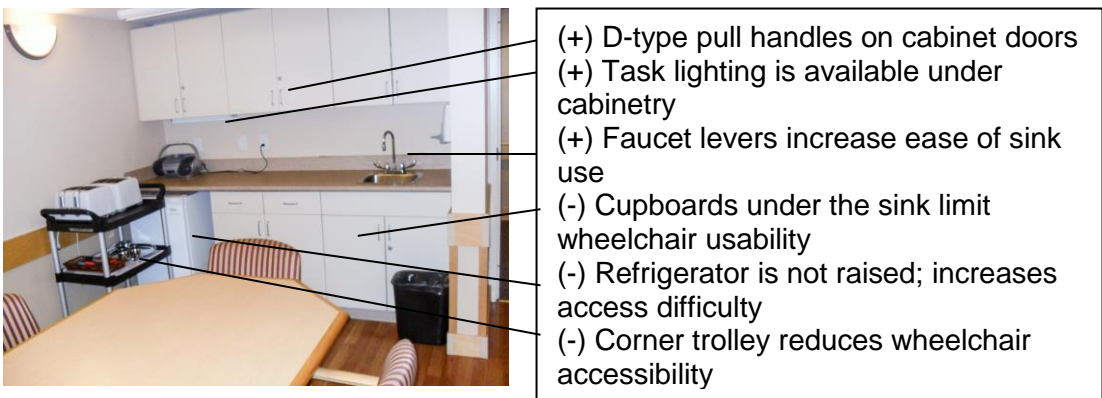 (+) D-type pull handles on cabinet doors
(+) Task lighting is available under
cabinetry
(+) Faucet levers increase ease of sink
use
(-) Cupboards under the sink limit
wheelchair usability
(-) Refrigerator is not raised; increases
access difficulty
(-) Corner trolley reduces wheelchair
accessibility